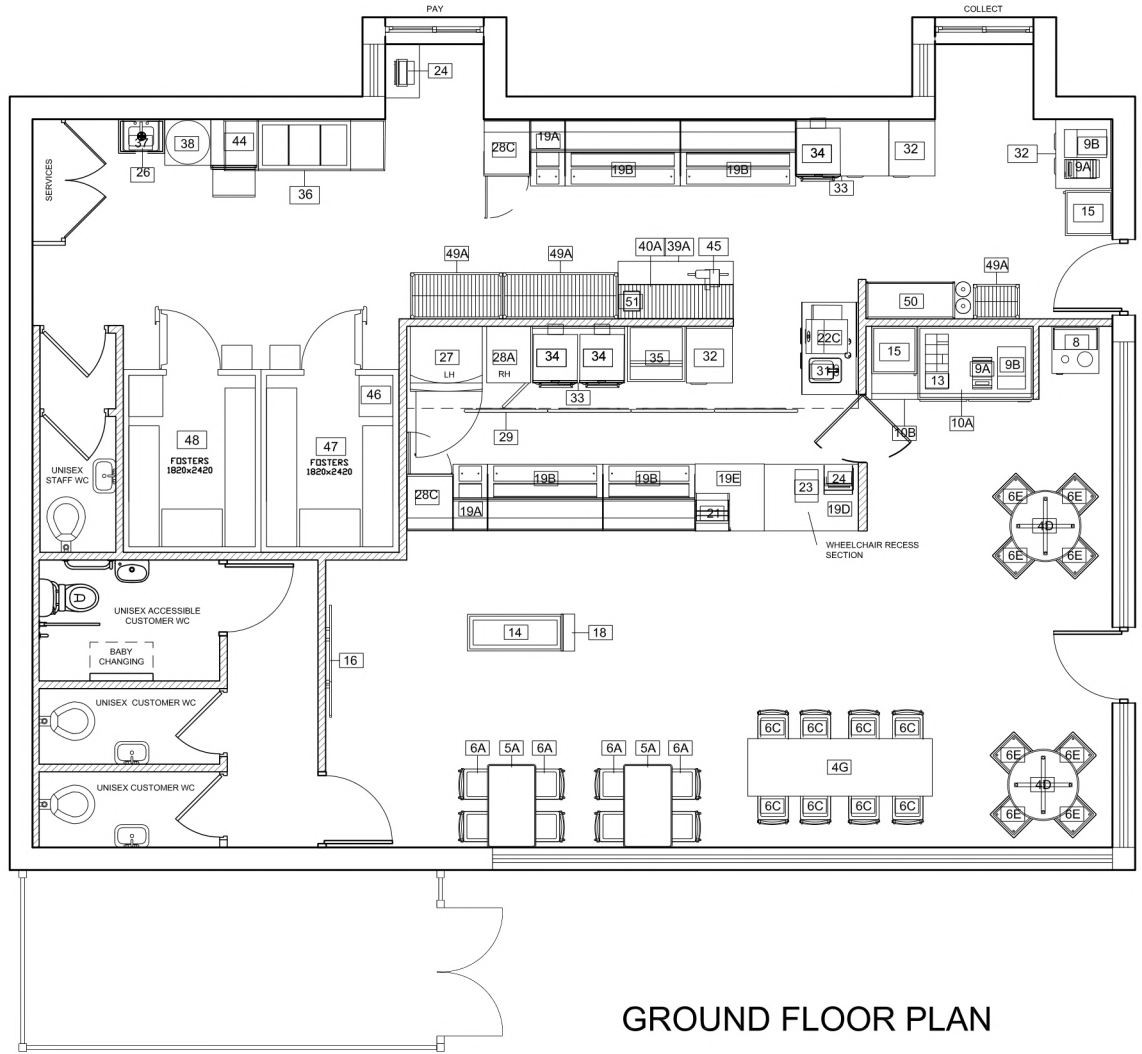 PAY
COLLECT
24
SERVICES
37
26
38
44
36
28C
19A
19B
19B
34
33
32
32
9B
9A
15
49A
49A
40A
39A
45
51
49A
50
27
LH
28A
RH
34
34
33
35
32
22C
31
15
13
9A
9B
8
10B
10A
29
46
48
FOSTERS
1820x2420
47
FOSTERS
1820x2420
UNISEX
STAFF WC
28C
19A
19B
19B
19E
21
23
24
19D
WHEELCHAIR RECESS
SECTION
6E
6E
4D
6E
6E
UNISEX ACCESSIBLE
CUSTOMER WC
BABY
CHANGING
16
14
18
UNISEX CUSTOMER WC
UNISEX CUSTOMER WC
6A
5A
6A
6A
5A
6A
6C
6C
6C
6C
4G
6C
6C
6C
6C
6E
6E
4D
6E
6E
GROUND FLOOR PLAN